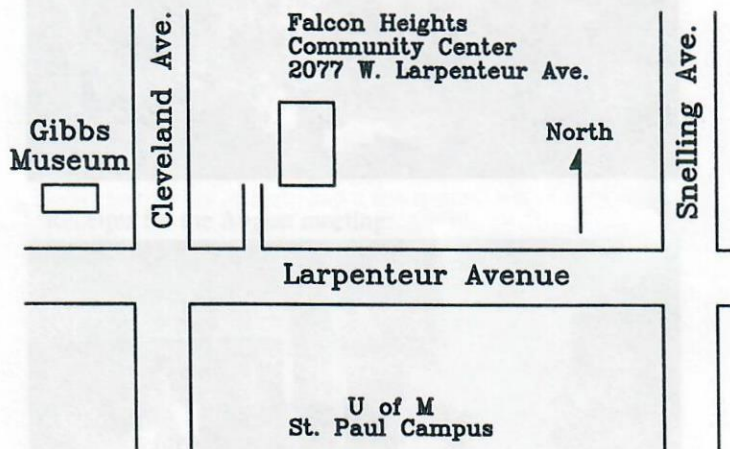 Falcon Heights
Community Center
2077 W. Larpenteur Ave.
Gibbs
Museum
Cleveland Ave.
North
Snelling Ave.
Larpenteur Avenue
U of M
St. Paul Campus